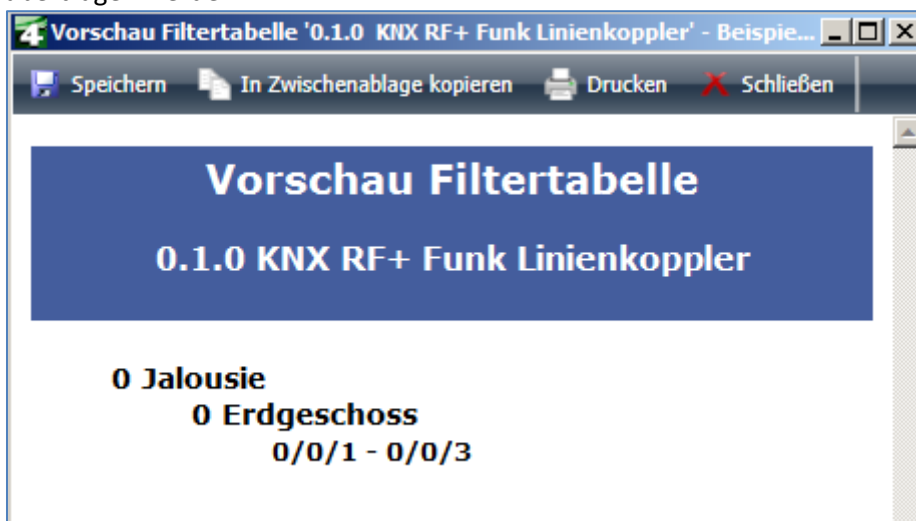 4 Vorschau Filtertabelle '0.1.0 KNX RF+ Funk Linienkoppler' - Beispie...
Speichern In Zwischenablage kopieren Drucken Schließen
Vorschau Filtertabelle
0.1.0 KNX RF+ Funk Linienkoppler
0 Jalousie
0 Erdgeschoss
0/0/1 - 0/0/3